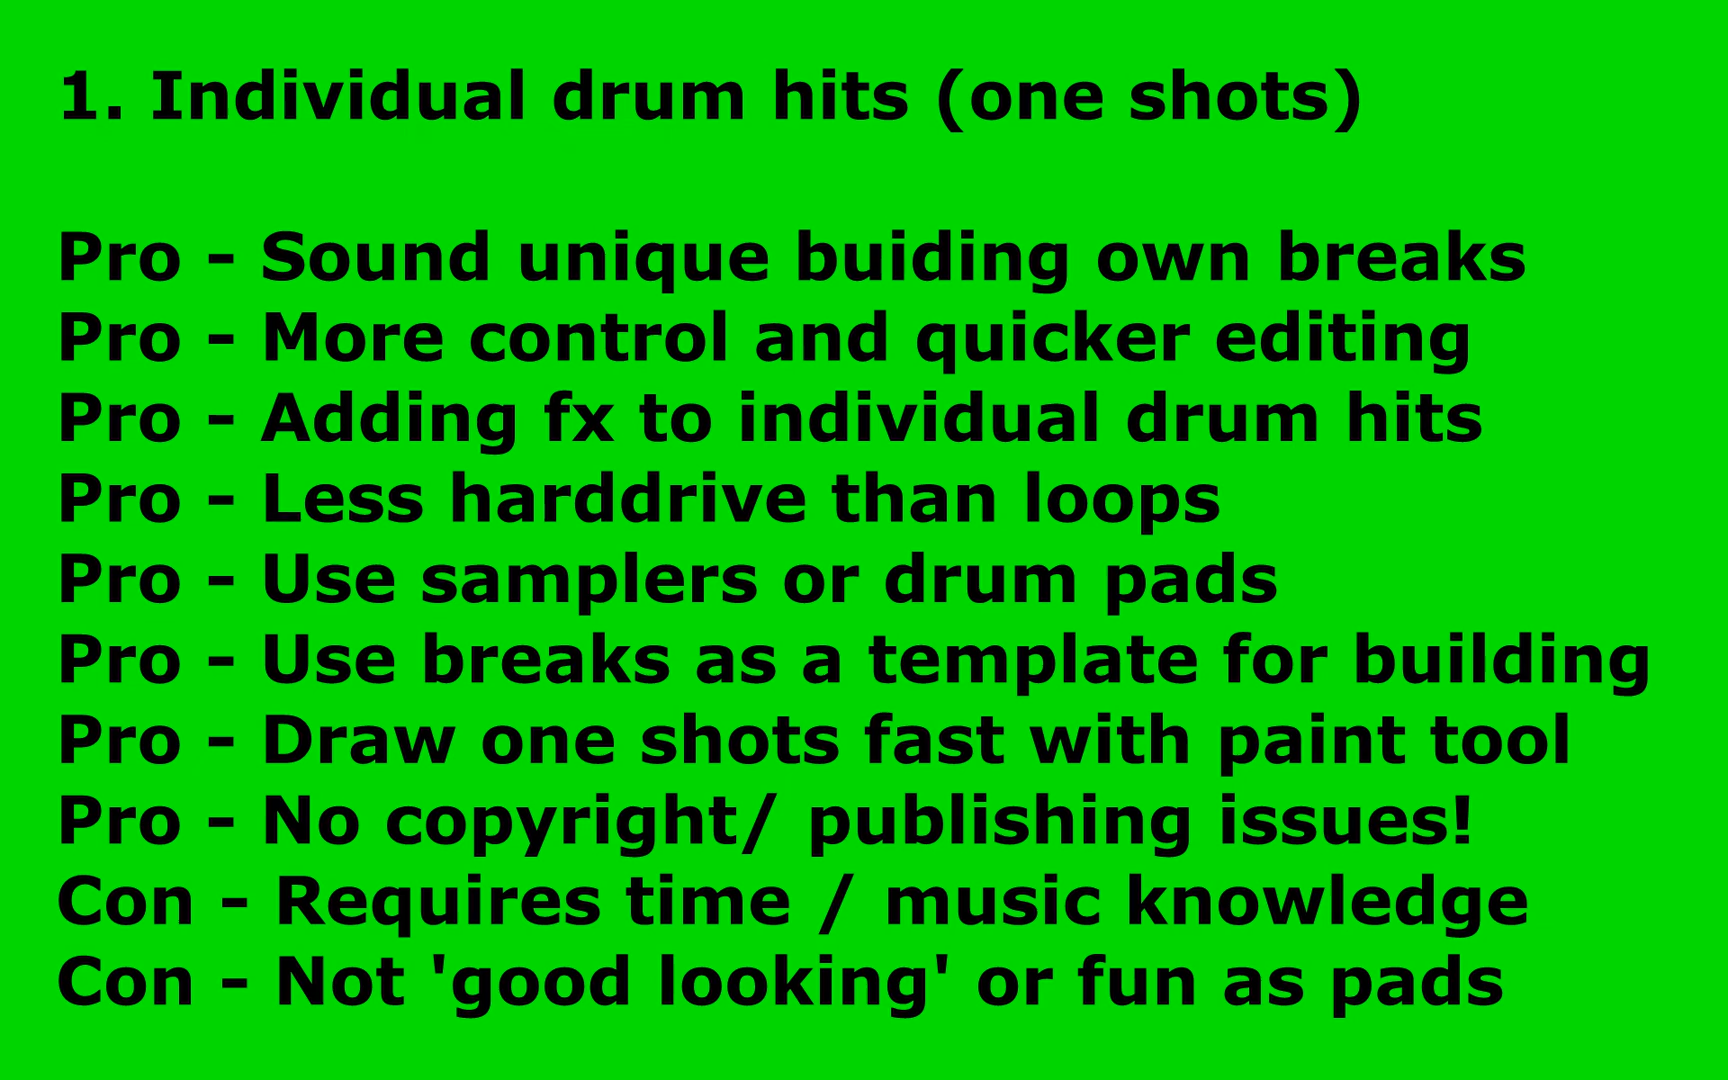 1. Individual drum hits (one shots)
Pro - Sound unique buiding own breaks
Pro - More control and quicker editing
Pro - Adding fx to individual drum hits
Pro - Less harddrive than loops
Pro - Use samplers or drum pads
Pro - Use breaks as a template for building
Pro - Draw one shots fast with paint tool
Pro - No copyright/ publishing issues!
Con - Requires time / music knowledge
Con - Not 'good looking' or fun as pads